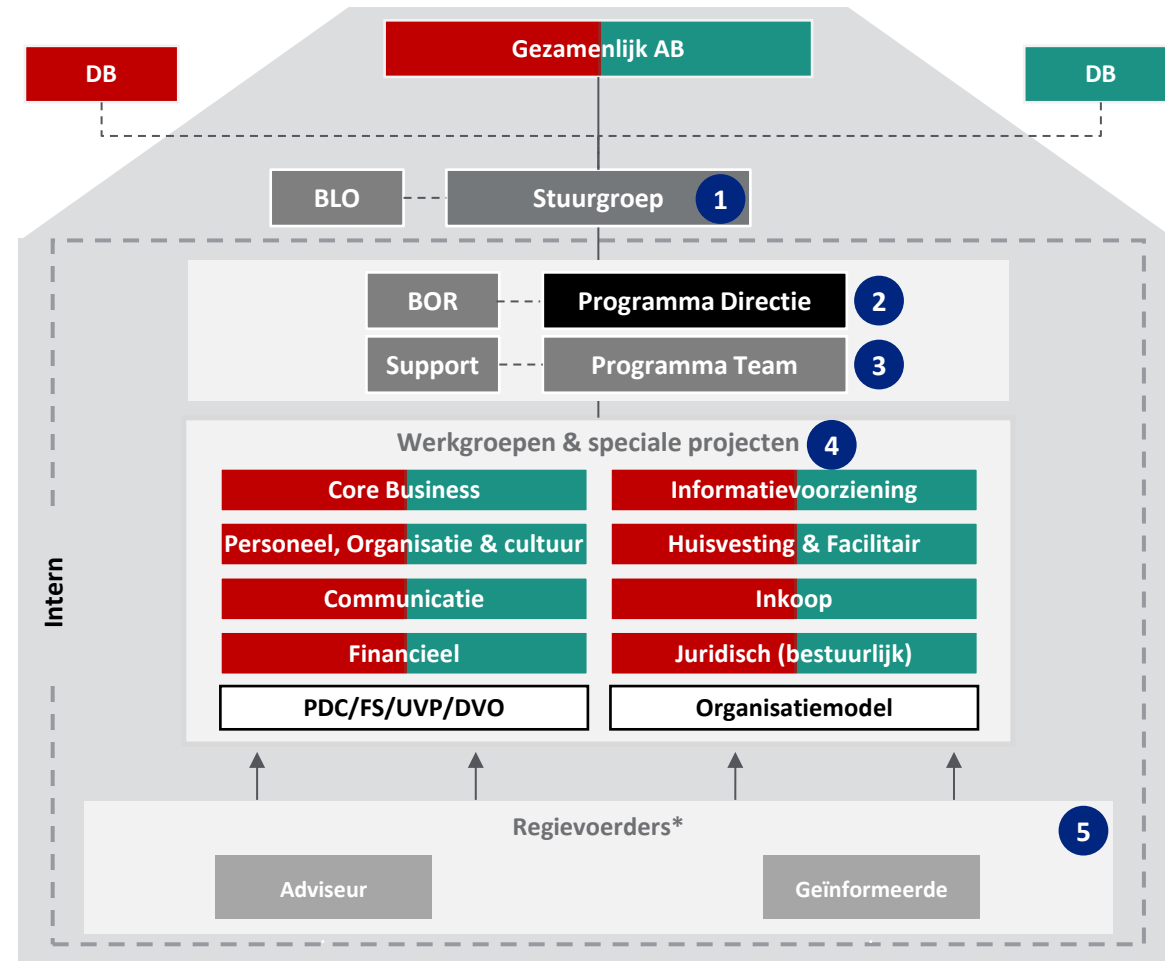 Gezamenlijk AB
DB
DB
BLO
Stuurgroep
1
BOR
Programma Directie
2
Support
Programma Team
3
Werkgroepen & speciale projecten
4
Core Business
Informatievoorziening
Personeel, Organisatie & cultuur
Huisvesting & Facilitair
Communicatie
Inkoop
Financieel
Juridisch (bestuurlijk)
PDC/FS/UVP/DVO
Organisatiemodel
Intern
Regievoerders*
5
Adviseur
Geïnformeerde